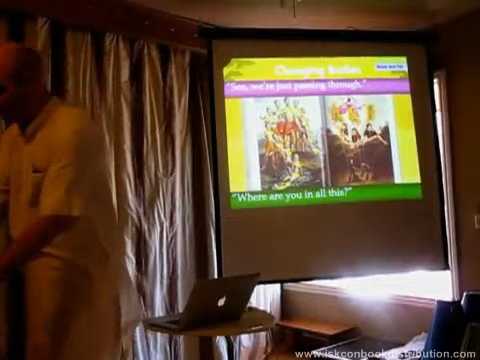 Changing Bodies
"See, we're just passing through."
"Where are you in all this?"
www.iskconbookdistribution.com